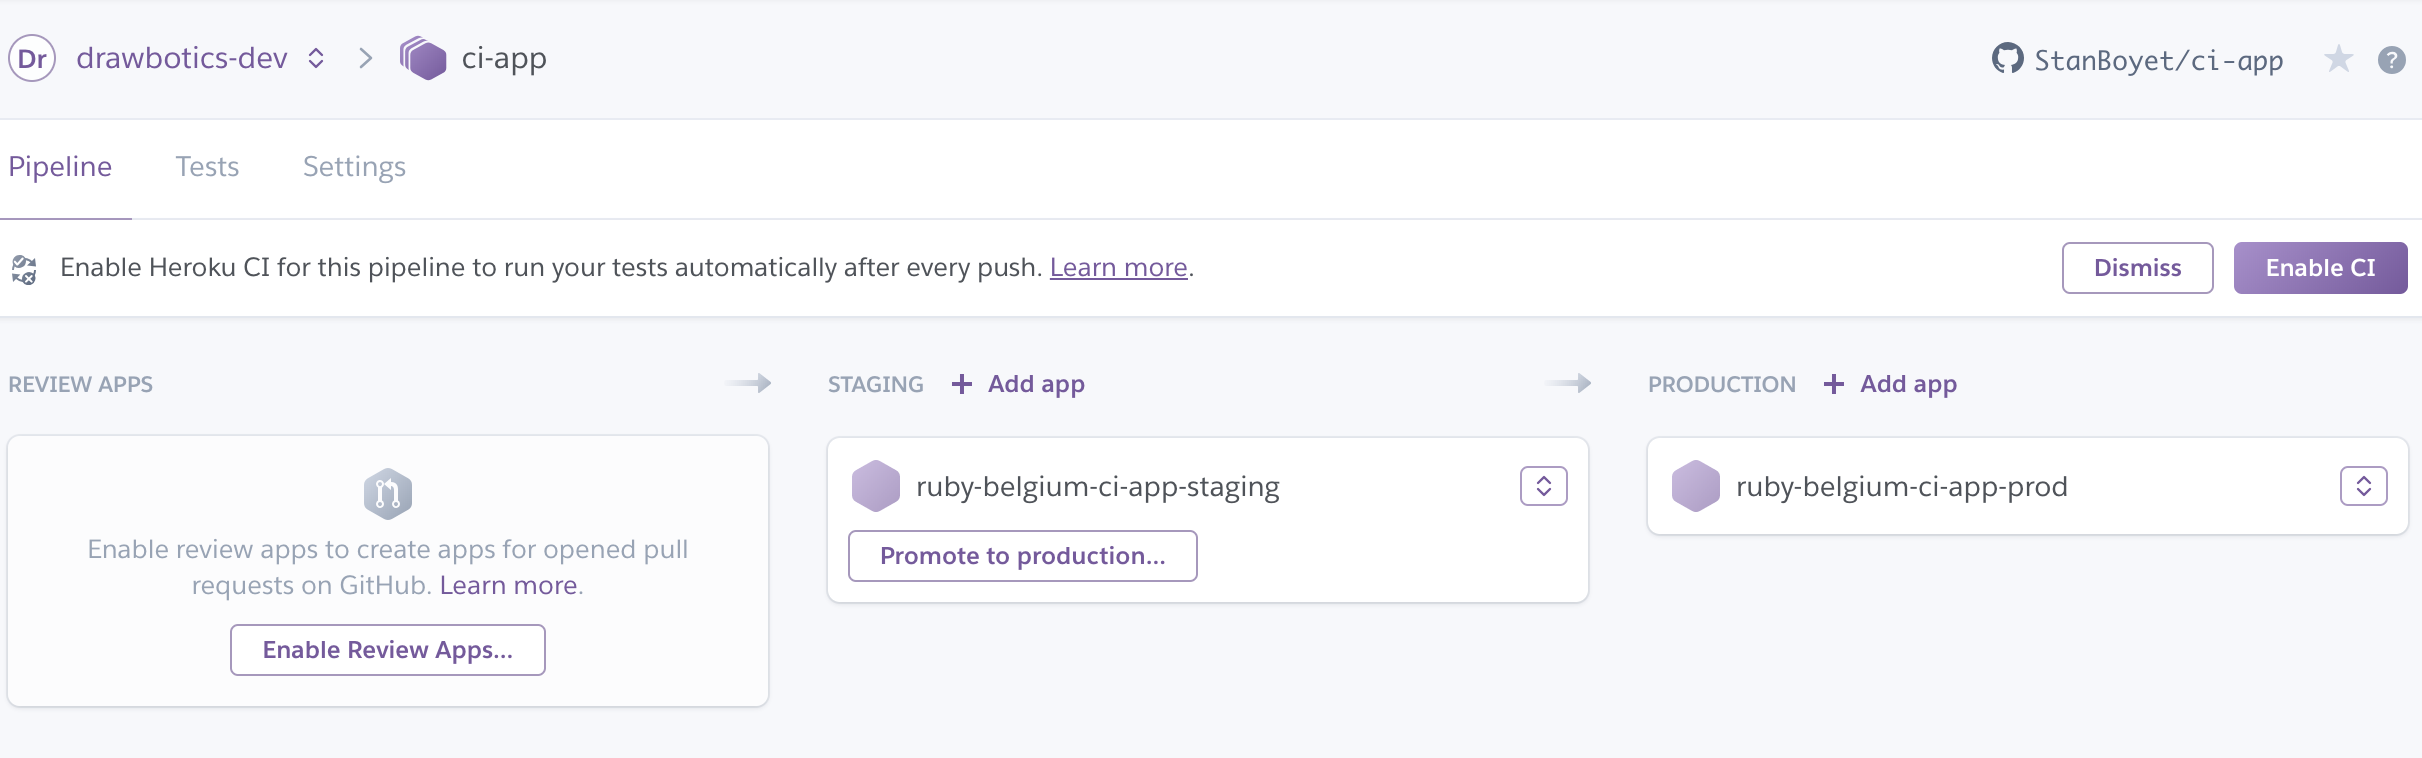 Dr drawbotics-dev ci-app StanBoyet/ci-app ?
Pipeline Tests Settings
Enable Heroku CI for this pipeline to run your tests automatically after every push. Learn more. Dismiss Enable CI
REVIEW APPS
Enable review apps to create apps for opened pull
requests on GitHub. Learn more.
Enable Review Apps...
STAGING + Add app
ruby-belgium-ci-app-staging
Promote to production...
PRODUCTION + Add app
ruby-belgium-ci-app-prod